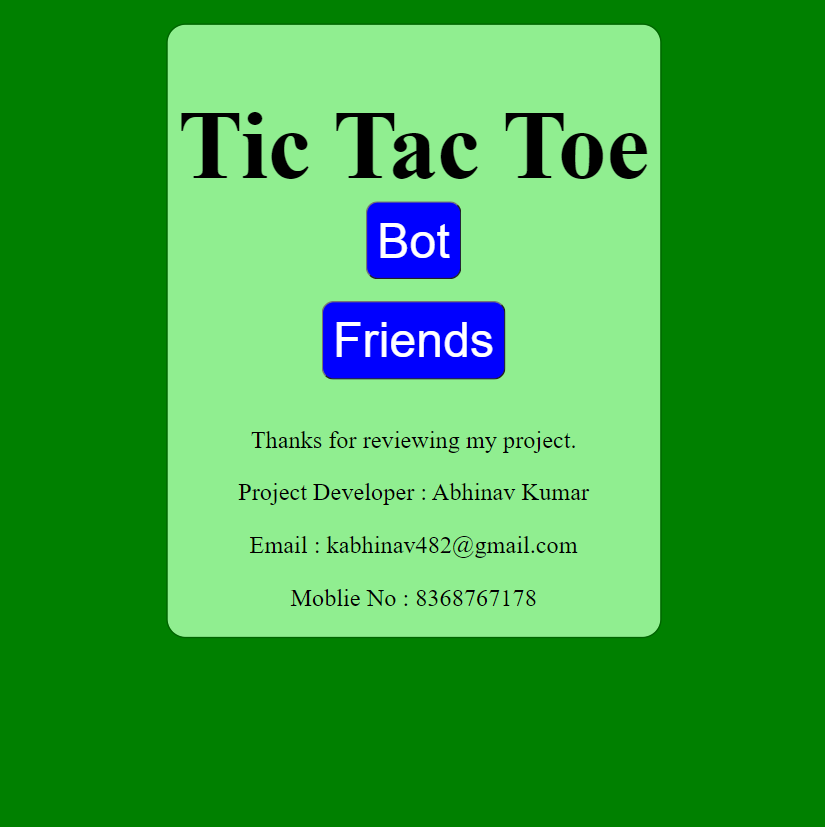 Tic Tac Toe
Bot
Friends
Thanks for reviewing my project.
Project Developer : Abhinav Kumar
Email : kabhinav482@gmail.com
Moblie No : 8368767178